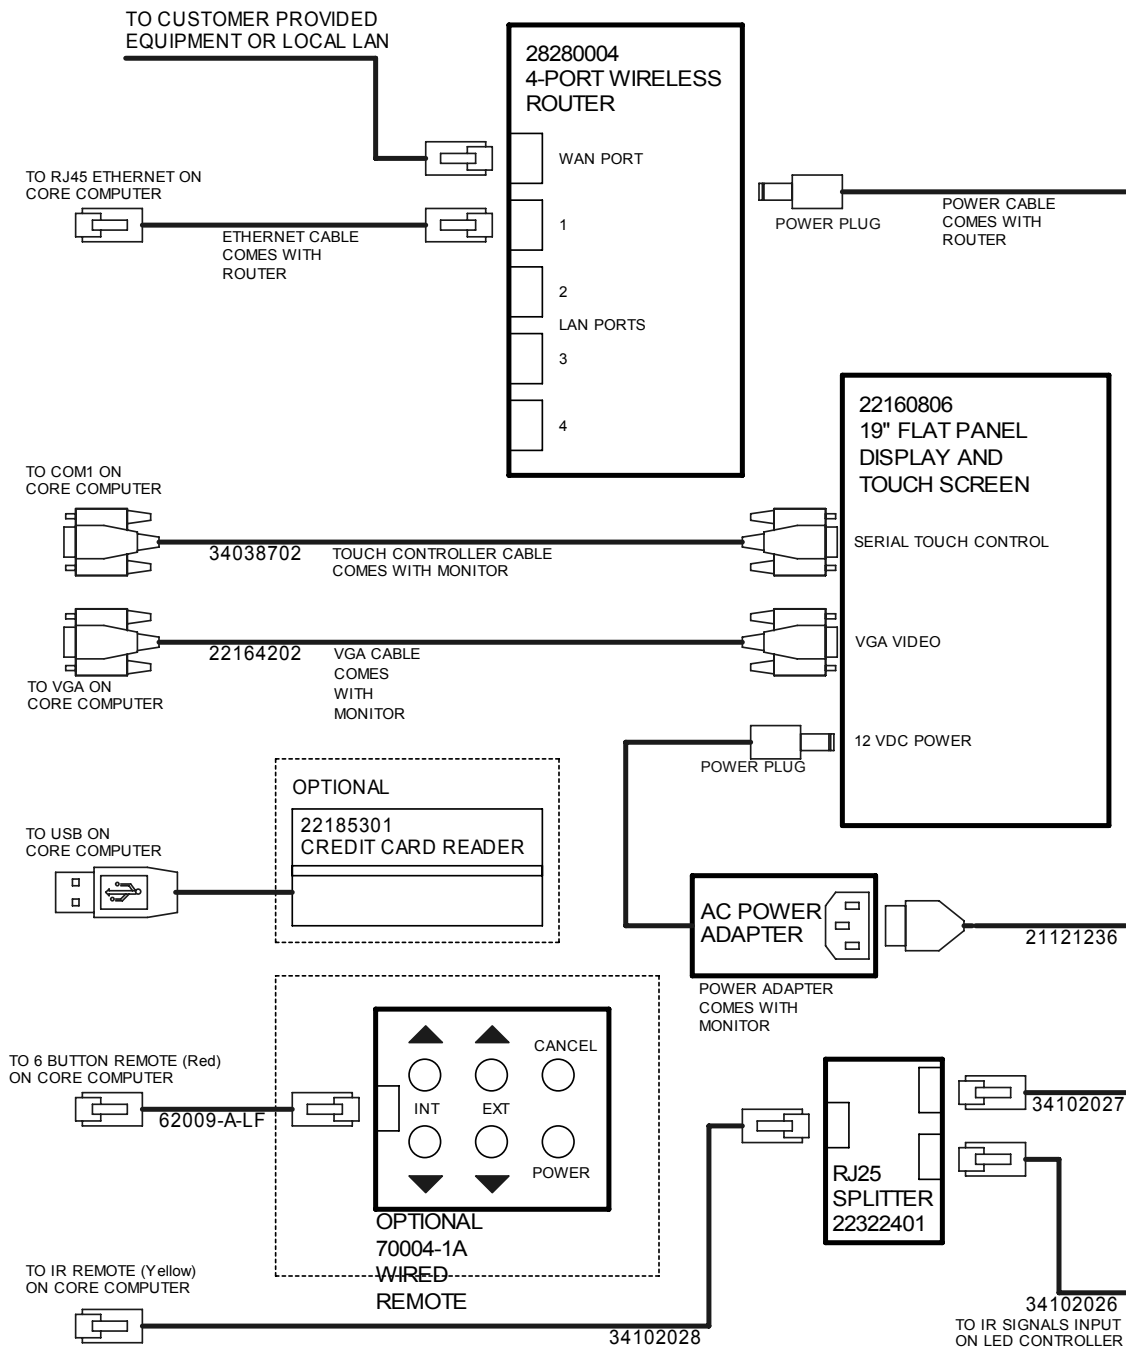 TO CUSTOMER PROVIDED
EQUIPMENT OR LOCAL LAN
28280004
4-PORT WIRELESS
ROUTER
WAN PORT
TO RJ45 ETHERNET ON
CORE COMPUTER
ETHERNET CABLE
COMES WITH
ROUTER
1
2
LAN PORTS
3
4
POWER PLUG
POWER CABLE
COMES WITH
ROUTER
22160806
19" FLAT PANEL
DISPLAY AND
TOUCH SCREEN
TO COM1 ON
CORE COMPUTER
34038702
TOUCH CONTROLLER CABLE
COMES WITH MONITOR
SERIAL TOUCH CONTROL
22164202
VGA CABLE
COMES
WITH
MONITOR
VGA VIDEO
TO VGA ON
CORE COMPUTER
12 VDC POWER
POWER PLUG
OPTIONAL
22185301
CREDIT CARD READER
TO USB ON
CORE COMPUTER
AC POWER
ADAPTER
21121236
POWER ADAPTER
COMES WITH
MONITOR
TO 6 BUTTON REMOTE (Red)
ON CORE COMPUTER
62009-A-LF
CANCEL
INT
EXT
POWER
OPTIONAL
70004-1A
WIRED
REMOTE
34102027
RJ25
SPLITTER
22322401
TO IR REMOTE (Yellow)
ON CORE COMPUTER
34102028
34102026
TO IR SIGNALS INPUT
ON LED CONTROLLER